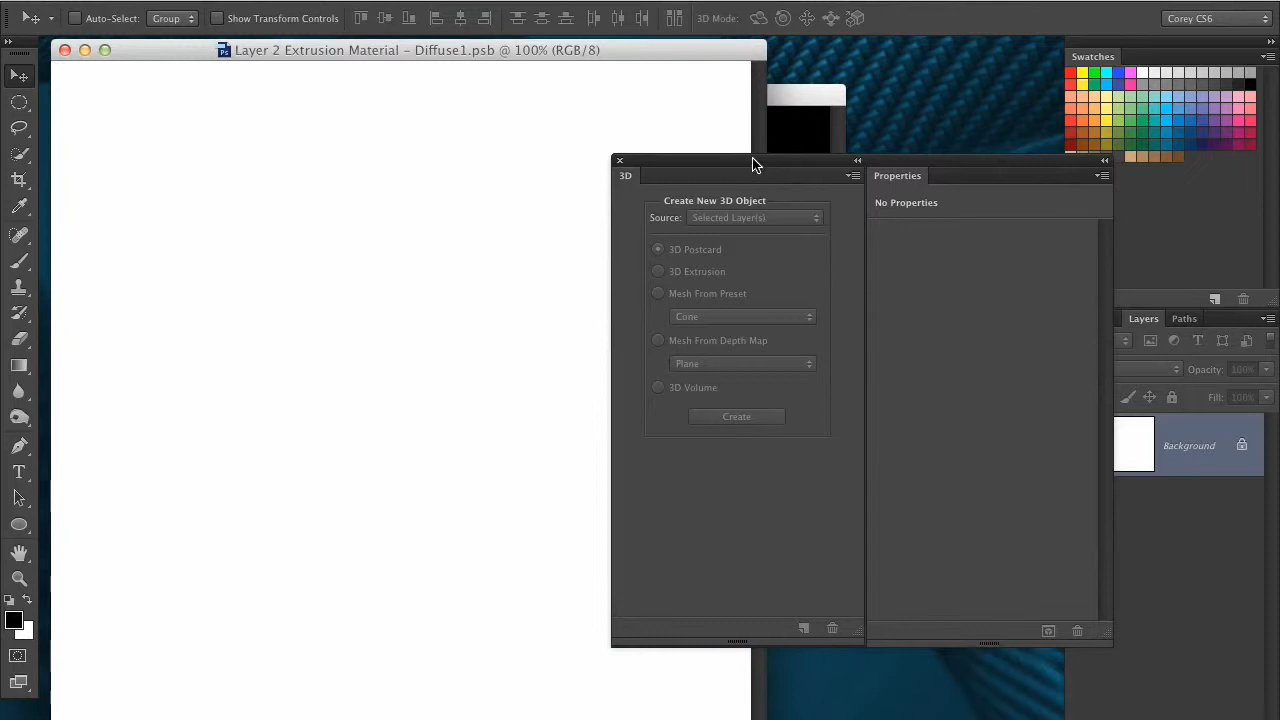 Auto-Select: Group Show Transform Controls 3D Mode: Corey CS6
Layer 2 Extrusion Material - Diffuse1.psb @ 100% (RGB/8)
Swatches
3D
Properties
Create New 3D Object
No Properties
Source: Selected Layer(s)
3D Postcard
3D Extrusion
Mesh From Preset
Cone
Mesh From Depth Map
Plane
3D Volume
Create
Layers Paths
Opacity: 100%
Fill: 100%
Background